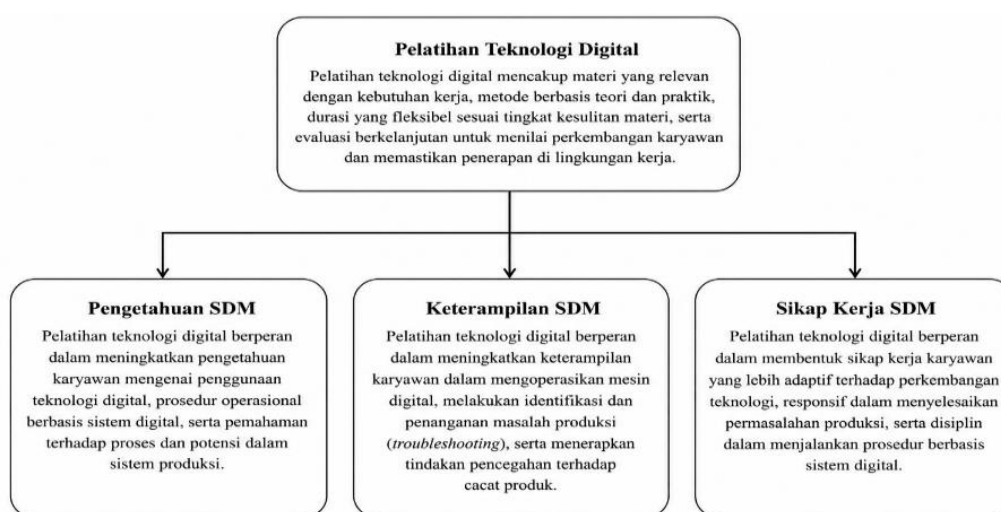 Pelatihan Teknologi Digital
Pelatihan teknologi digital mencakup materi yang relevan
dengan kebutuhan kerja, metode berbasis teori dan praktik,
durasi yang fleksibel sesuai tingkat kesulitan materi, serta
evaluasi berkelanjutan untuk menilai perkembangan karyawan
dan memastikan penerapan di lingkungan kerja.
Pengetahuan SDM
Pelatihan teknologi digital berperan
dalam meningkatkan pengetahuan
karyawan mengenai penggunaan
teknologi digital, prosedur operasional
berbasis sistem digital, serta pemahaman
terhadap proses dan potensi dalam
sistem produksi.
Keterampilan SDM
Pelatihan teknologi digital berperan
dalam meningkatkan keterampilan
karyawan dalam mengoperasikan mesin
digital, melakukan identifikasi dan
penanganan masalah produksi
(troubleshooting), serta menerapkan
tindakan pencegahan terhadap
cacat produk.
Sikap Kerja SDM
Pelatihan teknologi digital berperan
dalam membentuk sikap kerja karyawan
yang lebih adaptif terhadap perkembangan
teknologi, responsif dalam menyelesaikan
permasalahan produksi, serta disiplin
dalam menjalankan prosedur berbasis
sistem digital.